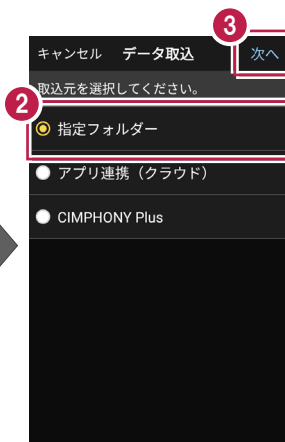 3
キャンセル データ取込 次へ
取込元を選択してください。
2
指定フォルダー
アプリ連携（クラウド）
CIMPHONY Plus